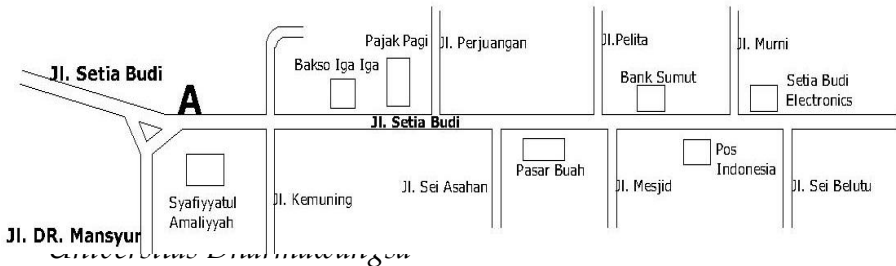 Pajak Pagi
Jl. Perjuangan
Jl.Pelita
Jl. Murni
Bakso Iga Iga
Jl. Setia Budi
A
Bank Sumut
Setia Budi
Electronics
Jl. Setia Budi
Syafiyyatul
Amaliyyah
Jl. Kemuning
Jl. Sei Asahan
Pasar Buah
Jl. Mesjid
Pos
Indonesia
Jl. Sei Belutu
Jl. DR. Mansyur
Universitas Dharmawangsa